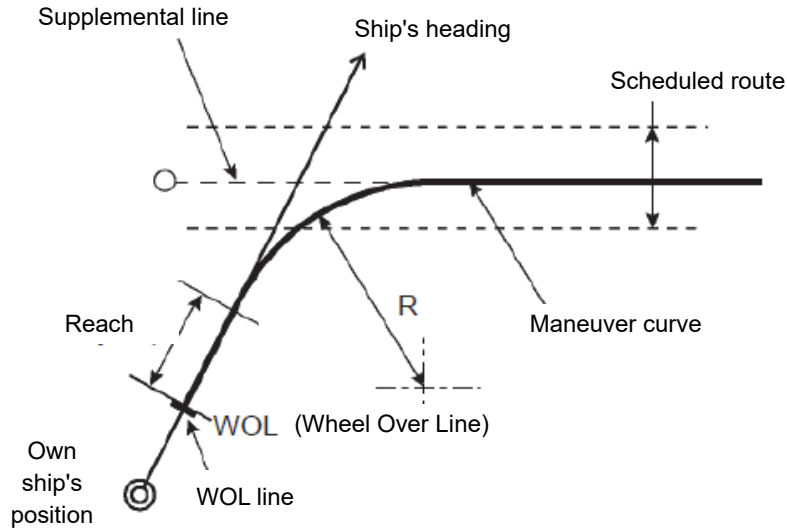 Supplemental line
Ship's heading
Scheduled route
Reach
R
Maneuver curve
WOL (Wheel Over Line)
Own
ship's
position
WOL line